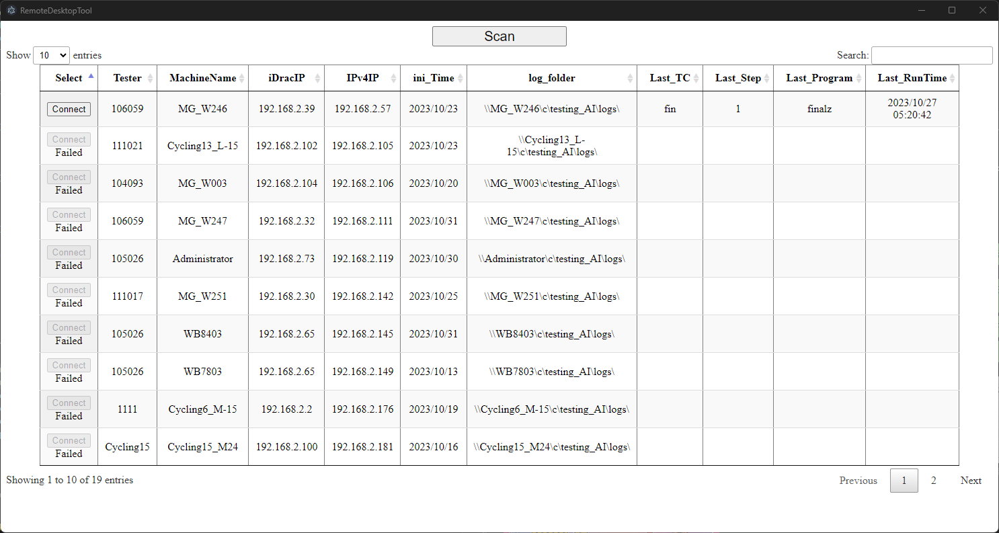 RemoteDesktopTool
Scan
Show 10 entries
Search:
Select Tester MachineName iDracIP IPv4IP ini_Time log_folder Last_TC Last_Step Last_Program Last_RunTime
Connect 106059 MG_W246 192.168.2.39 192.168.2.57 2023/10/23 \\MG_W246\c\testing_AI\logs\ fin 1 finalz 2023/10/27
05:20:42
Connect
Failed 111021 Cycling13_L-15 192.168.2.102 192.168.2.105 2023/10/23 \\Cycling13_L-
15\c\testing_AI\logs\
Connect
Failed 104093 MG_W003 192.168.2.104 192.168.2.106 2023/10/20 \\MG_W003\c\testing_AI\logs\
Connect
Failed 106059 MG_W247 192.168.2.32 192.168.2.111 2023/10/31 \\MG_W247\c\testing_AI\logs\
Connect
Failed 105026 Administrator 192.168.2.73 192.168.2.119 2023/10/30 \\Administrator\c\testing_AI\logs\
Connect
Failed 111017 MG_W251 192.168.2.30 192.168.2.142 2023/10/25 \\MG_W251\c\testing_AI\logs\
Connect
Failed 105026 WB8403 192.168.2.65 192.168.2.145 2023/10/31 \\WB8403\c\testing_AI\logs\
Connect
Failed 105026 WB7803 192.168.2.65 192.168.2.149 2023/10/13 \\WB7803\c\testing_AI\logs\
Connect
Failed 1111 Cycling6_M-15 192.168.2.2 192.168.2.176 2023/10/19 \\Cycling6_M-15\c\testing_AI\logs\
Connect
Failed Cycling15 Cycling15_M24 192.168.2.100 192.168.2.181 2023/10/16 \\Cycling15_M24\c\testing_AI\logs\
Showing 1 to 10 of 19 entries
Previous 1 2 Next